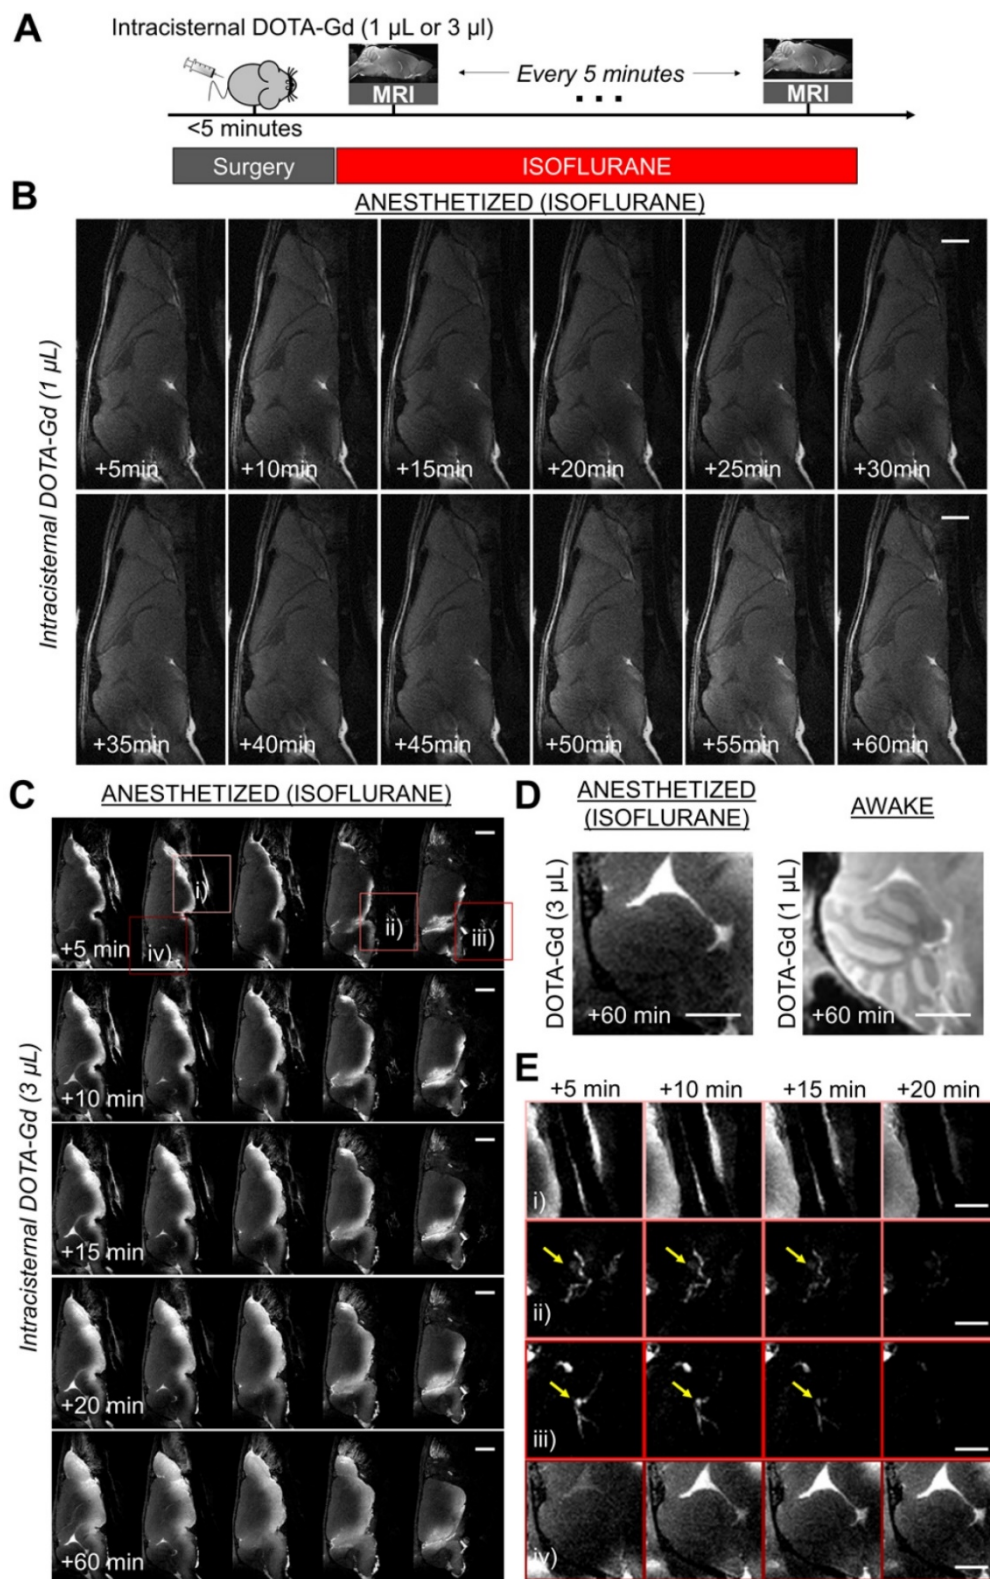 A
Intracisternal DOTA-Gd (1 µL or 3 µl)
Every 5 minutes
MRI
MRI
<5 minutes
Surgery
ISOFLURANE
B
ANESTHETIZED (ISOFLURANE)
Intracisternal DOTA-Gd (1 µL)
+5min
+10min
+15min
+20min
+25min
+30min
+35min
+40min
+45min
+50min
+55min
+60min
C
ANESTHETIZED (ISOFLURANE)
Intracisternal DOTA-Gd (3 µL)
i)
ii)
iii)
iv)
+5 min
+10 min
+15 min
+20 min
+60 min
D
ANESTHETIZED
(ISOFLURANE)
AWAKE
DOTA-Gd (3 µL)
+60 min
DOTA-Gd (1 µL)
+60 min
E
+5 min
+10 min
+15 min
+20 min
i)
ii)
iii)
iv)